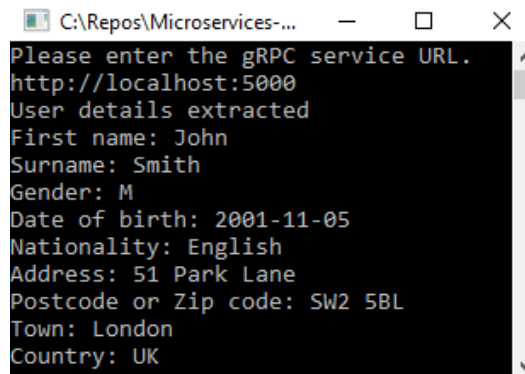 C:\Repos\Microservices-...
Please enter the gRPC service URL.
http://localhost:5000
User details extracted
First name: John
Surname: Smith
Gender: M
Date of birth: 2001-11-05
Nationality: English
Address: 51 Park Lane
Postcode or Zip code: SW2 5BL
Town: London
Country: UK